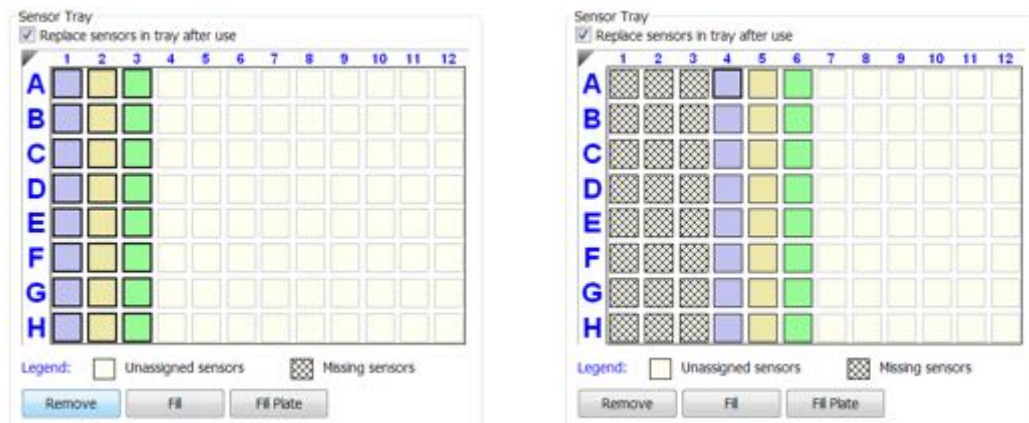 Sensor Tray
Replace sensors in tray after use
1 2 3 4 5 6 7 8 9 10 11 12
A
B
C
D
E
F
G
H
Legend: Unassigned sensors Missing sensors
Remove Fill Fill Plate
Sensor Tray
Replace sensors in tray after use
1 2 3 4 5 6 7 8 9 10 11 12
A
B
C
D
E
F
G
H
Legend: Unassigned sensors Missing sensors
Remove Fill Fill Plate